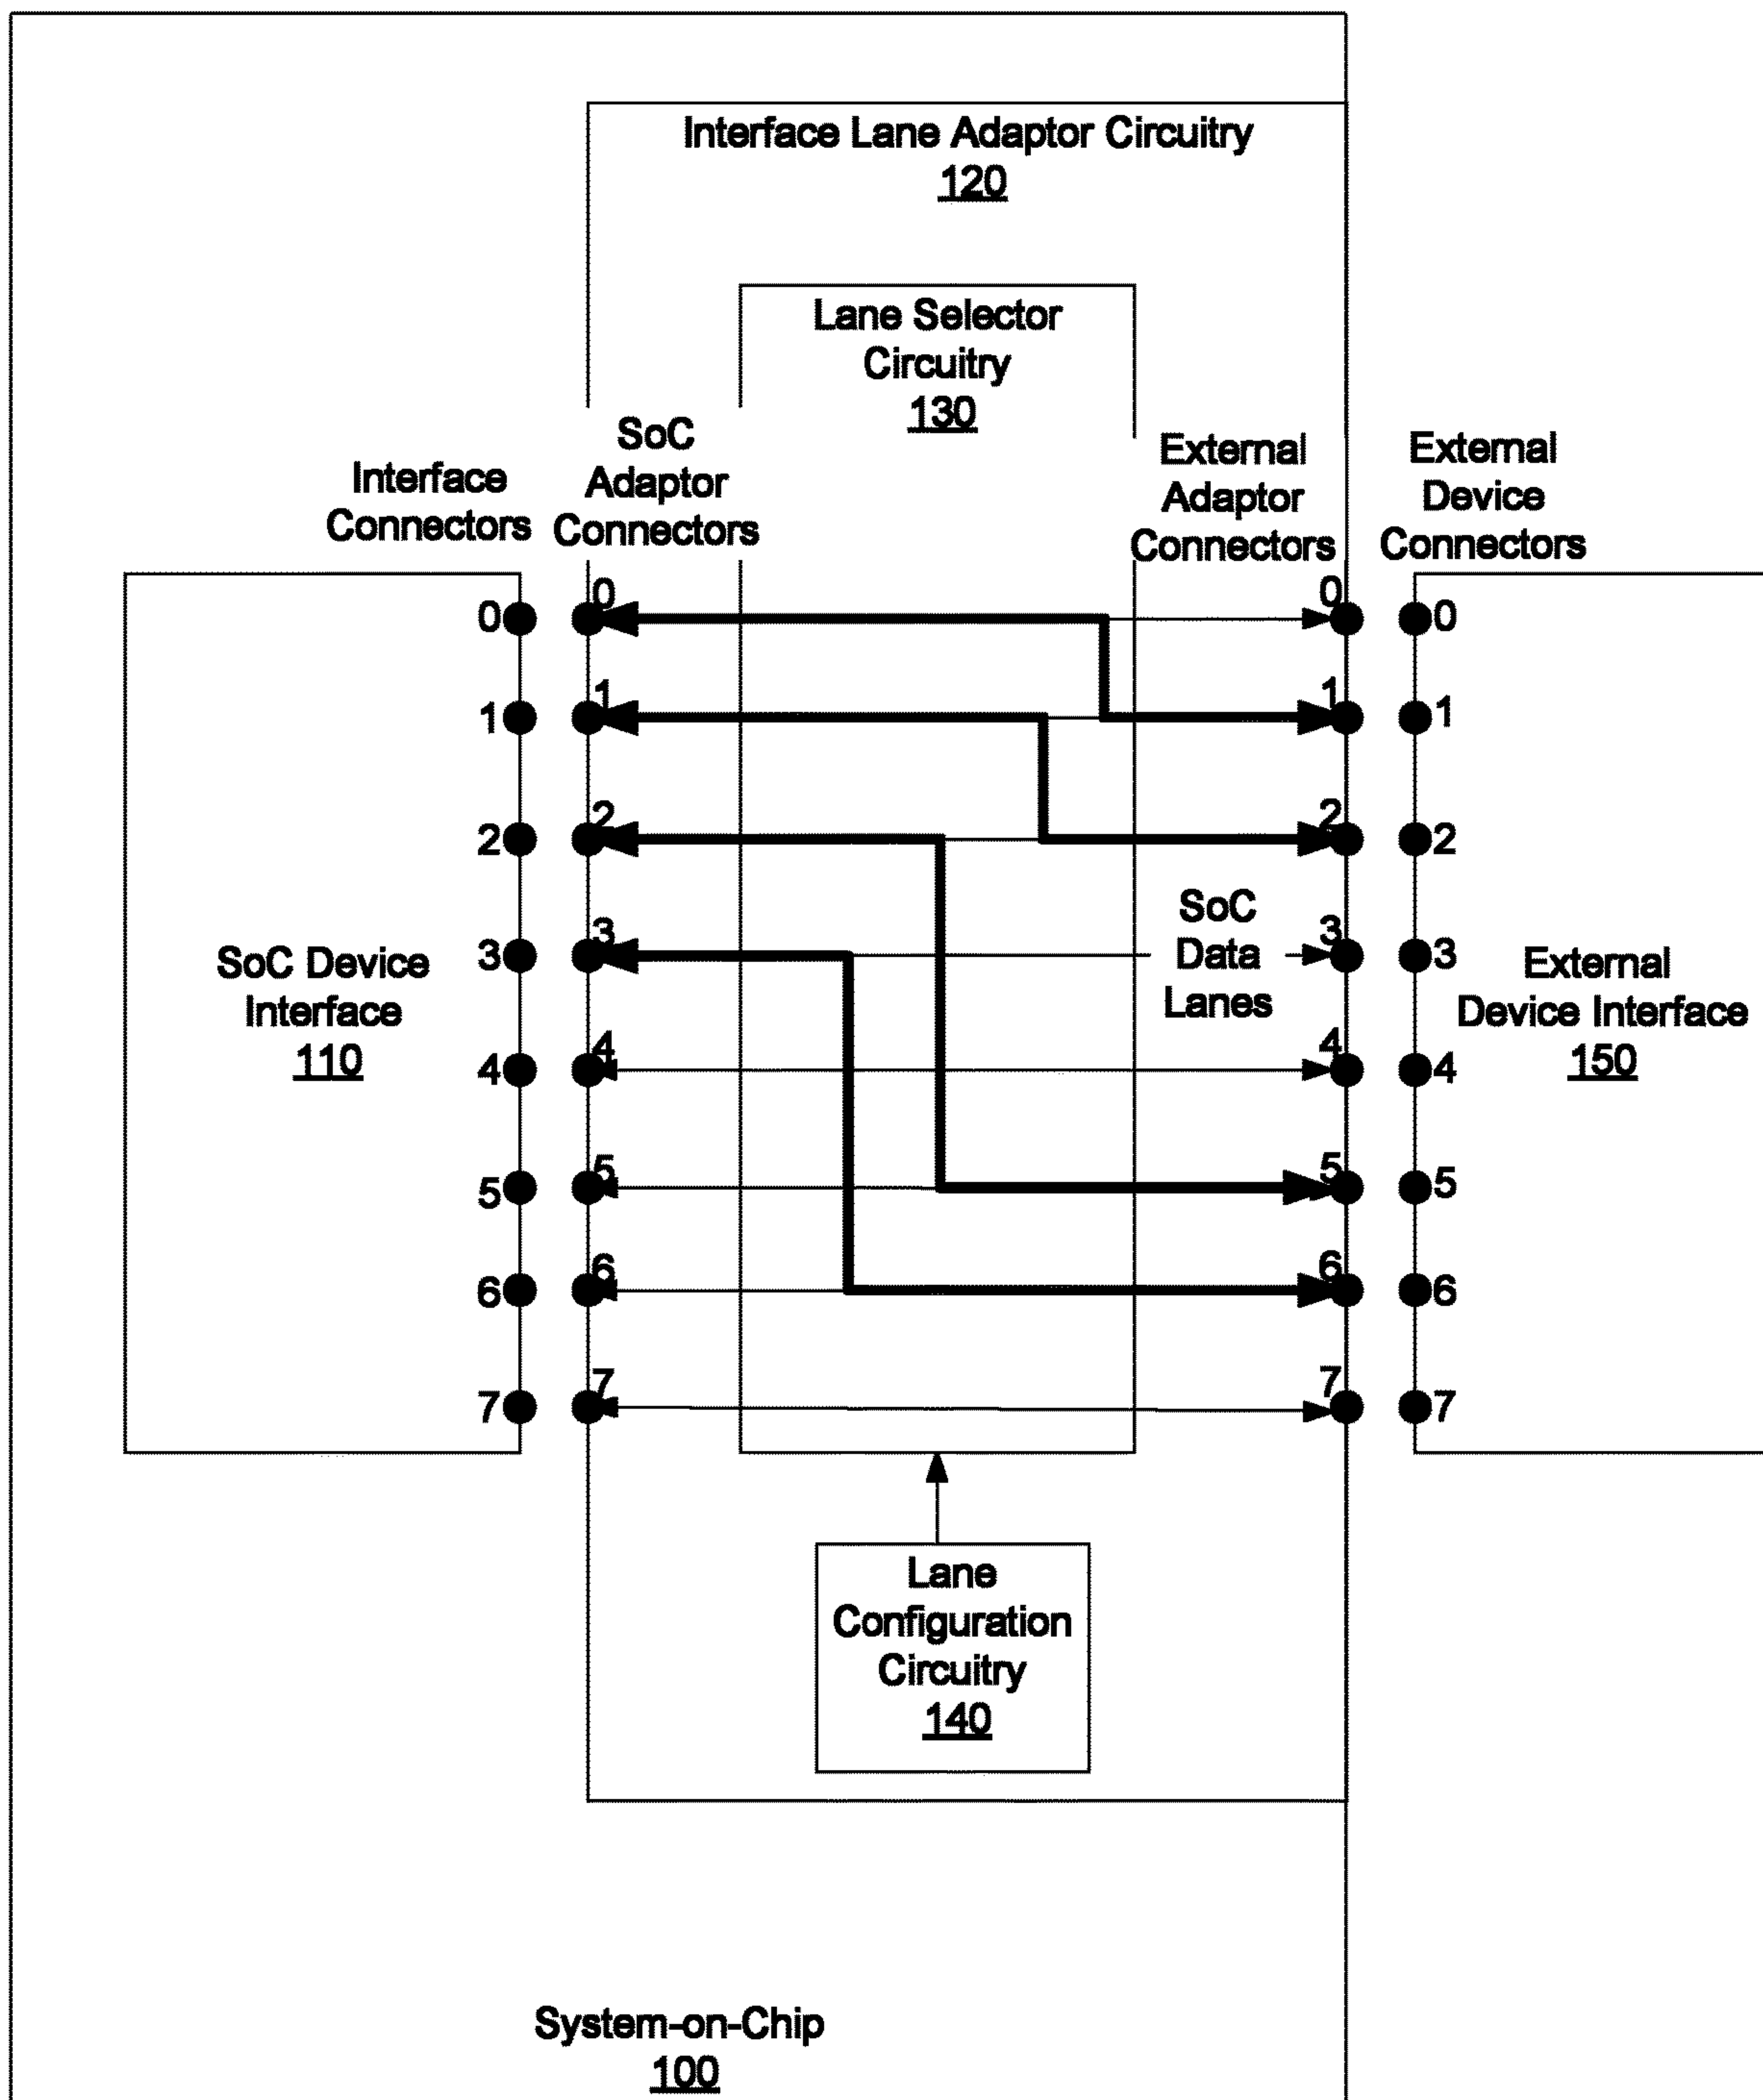 Interface Lane Adaptor Circuitry
120
Lane Selector
Circuitry
130
Interface
Connectors
SoC
Adaptor
Connectors
External
Adaptor
Connectors
External
Device
Connectors
0 0 0 0
1 1 1 1
2 2 2 2
3 3 3 3
4 4 4 4
5 5 5 5
6 6 6 6
7 7 7 7
SoC Device
Interface
110
SoC
Data
Lanes
External
Device Interface
150
Lane
Configuration
Circuitry
140
System-on-Chip
100